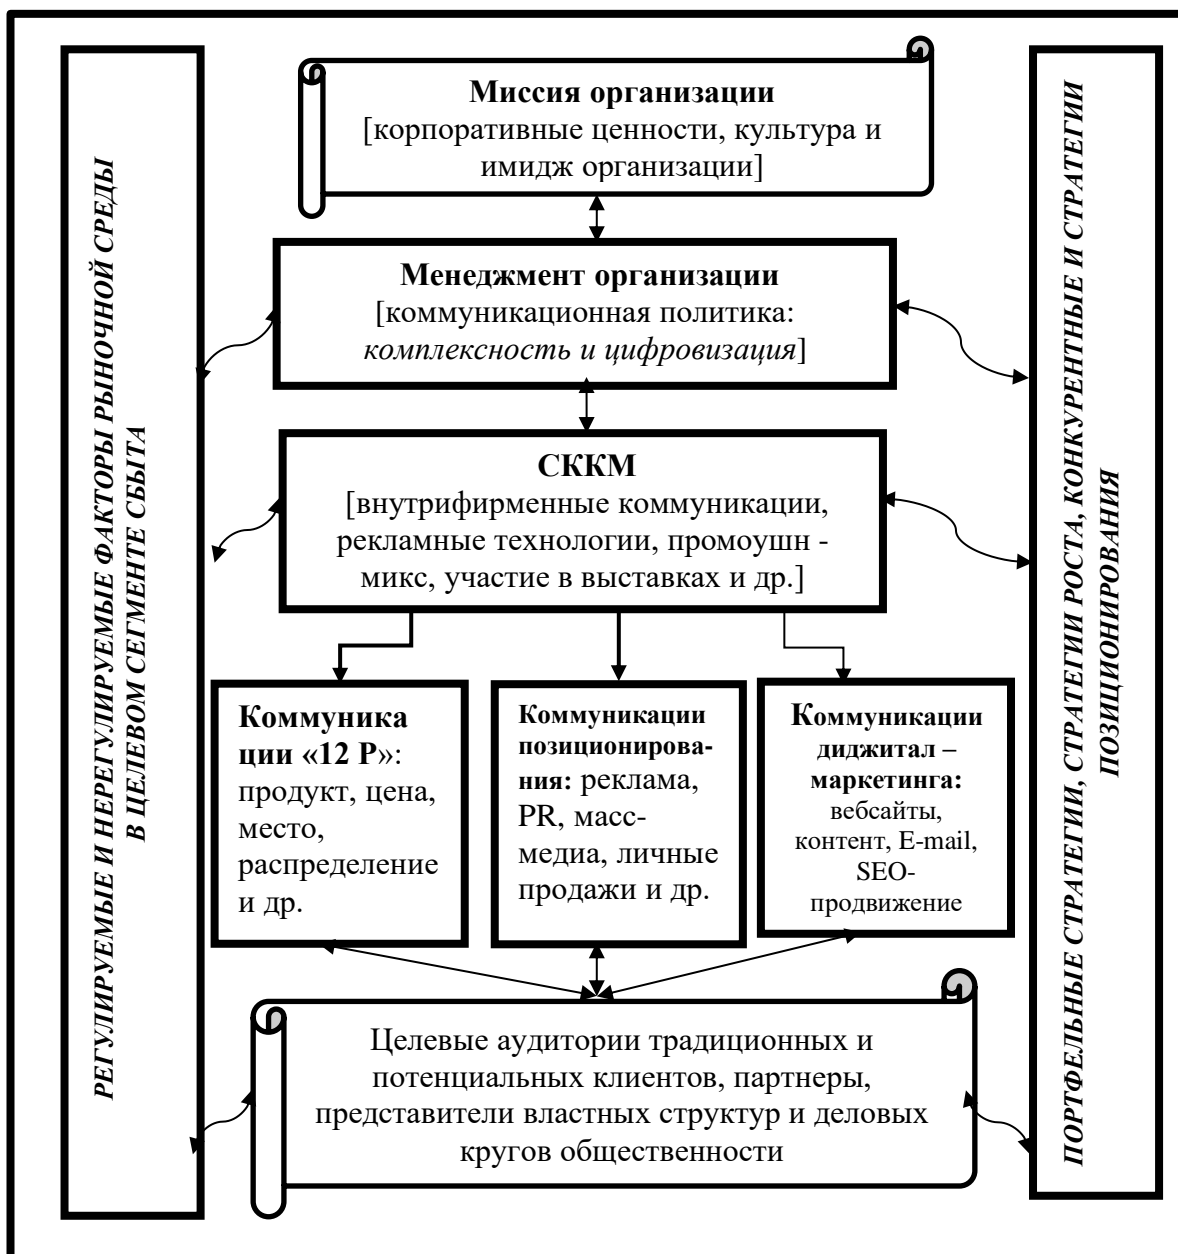 РЕГУЛИРУЕМЫЕ И НЕРЕГУЛИРУЕМЫЕ ФАКТОРЫ РЫНОЧНОЙ СРЕДЫ
В ЦЕЛЕВОМ СЕГМЕНТЕ СБЫТА
Миссия организации
[корпоративные ценности, культура и
имидж организации]
Менеджмент организации
[коммуникационная политика:
комплексность и цифровизация]
СККМ
[внутрифирменные коммуникации,
рекламные технологии, промоушн -
микс, участие в выставках и др.]
Коммуника
ции «12 Р»:
продукт, цена,
место,
распределение
и др.
Коммуникации
позиционирова-
ния: реклама,
PR, масс-
медиа, личные
продажи и др.
Коммуникации
диджитал –
маркетинга:
вебсайты,
контент, E-mail,
SEO-
продвижение
Целевые аудитории традиционных и
потенциальных клиентов, партнеры,
представители властных структур и деловых
кругов общественности
ПОРТФЕЛЬНЫЕ СТРАТЕГИИ, СТРАТЕГИИ РОСТА, КОНКУРЕНТНЫЕ И СТРАТЕГИИ
ПОЗИЦИОНИРОВАНИЯ